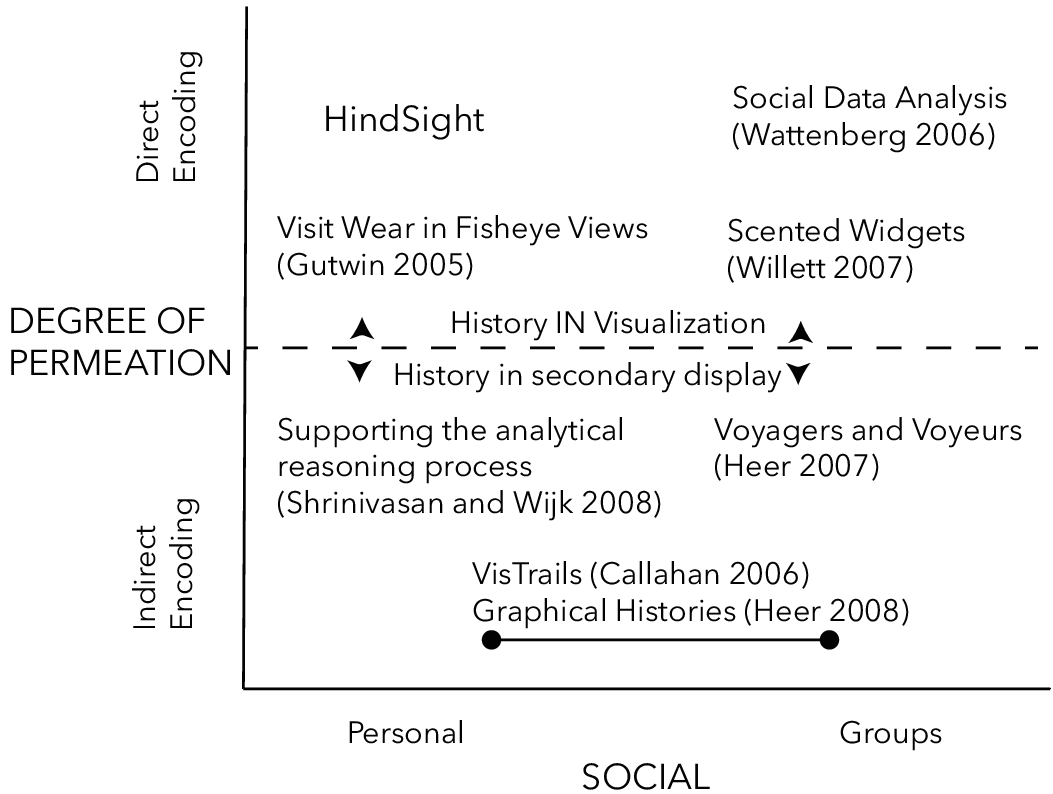 Direct
Encoding
HindSight
Social Data Analysis
(Wattenberg 2006)
Visit Wear in Fisheye Views
(Gutwin 2005)
Scented Widgets
(Willett 2007)
DEGREE OF
PERMEATION
History IN Visualization
History in secondary display
Supporting the analytical
reasoning process
(Shrinivasan and Wijk 2008)
Voyagers and Voyeurs
(Heer 2007)
Indirect
Encoding
VisTrails (Callahan 2006)
Graphical Histories (Heer 2008)
Personal
Groups
SOCIAL